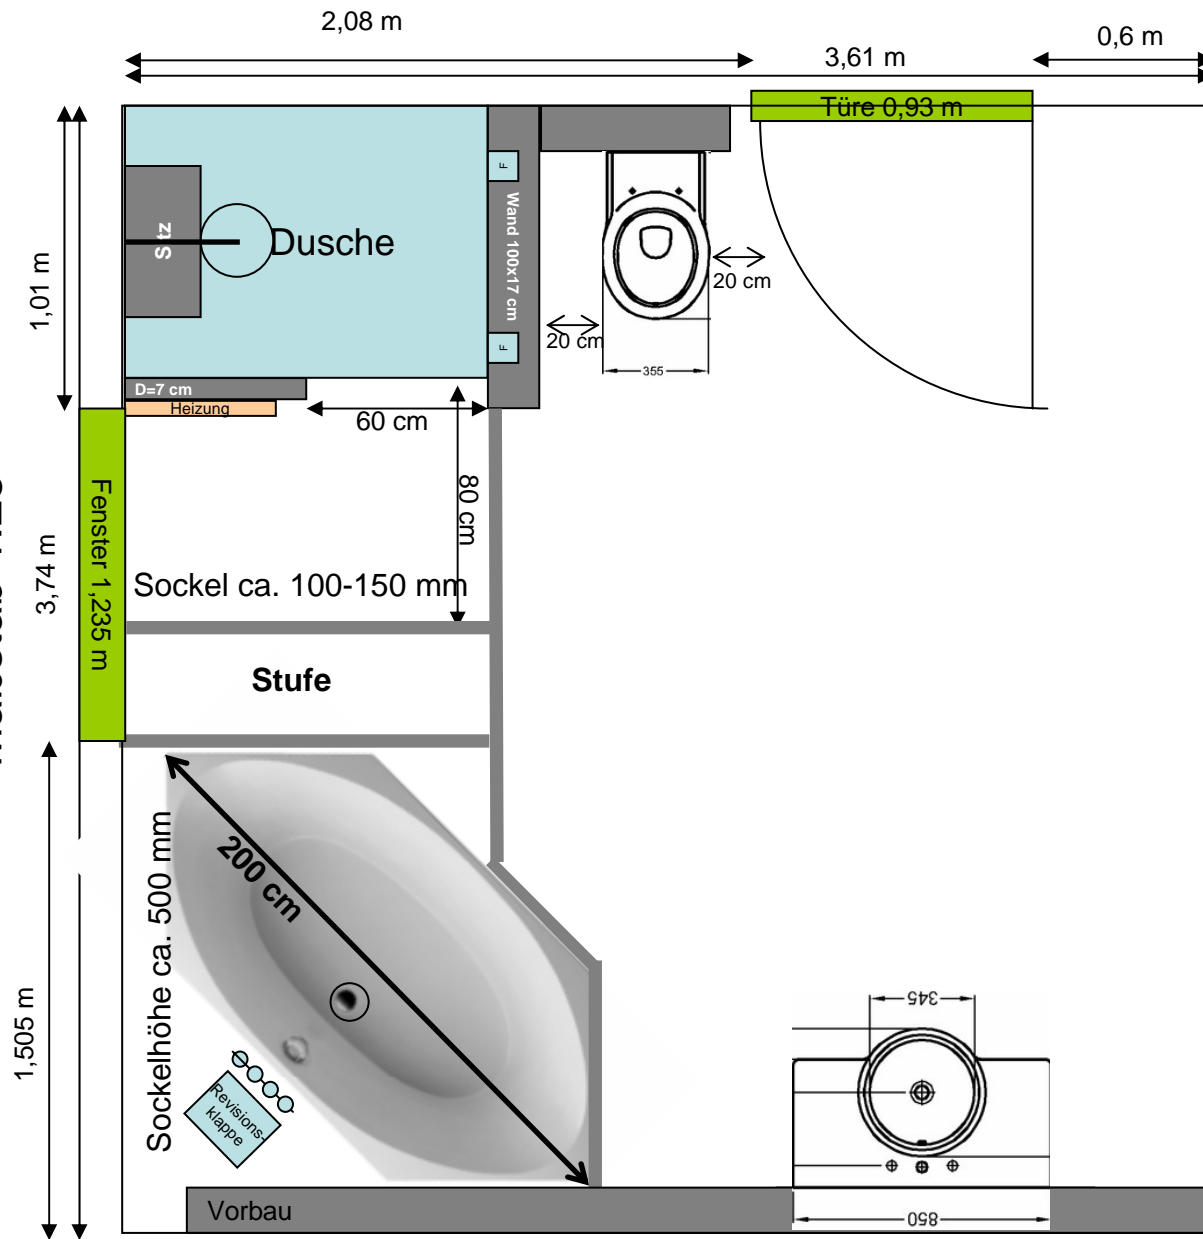 2,08 m
3,61 m
0,6 m
Türe 0,93 m
1,01 m
Sitz
Dusche
F
Wand 100x17 cm
F
20 cm
20 cm
355
D=7 cm
Heizung
60 cm
80 cm
3,74 m
Fenster 1,235 m
Sockel ca. 100-150 mm
Stufe
200 cm
Sockelhöhe ca. 500 mm
1,505 m
Revisions-
klappe
345
Vorbau
850